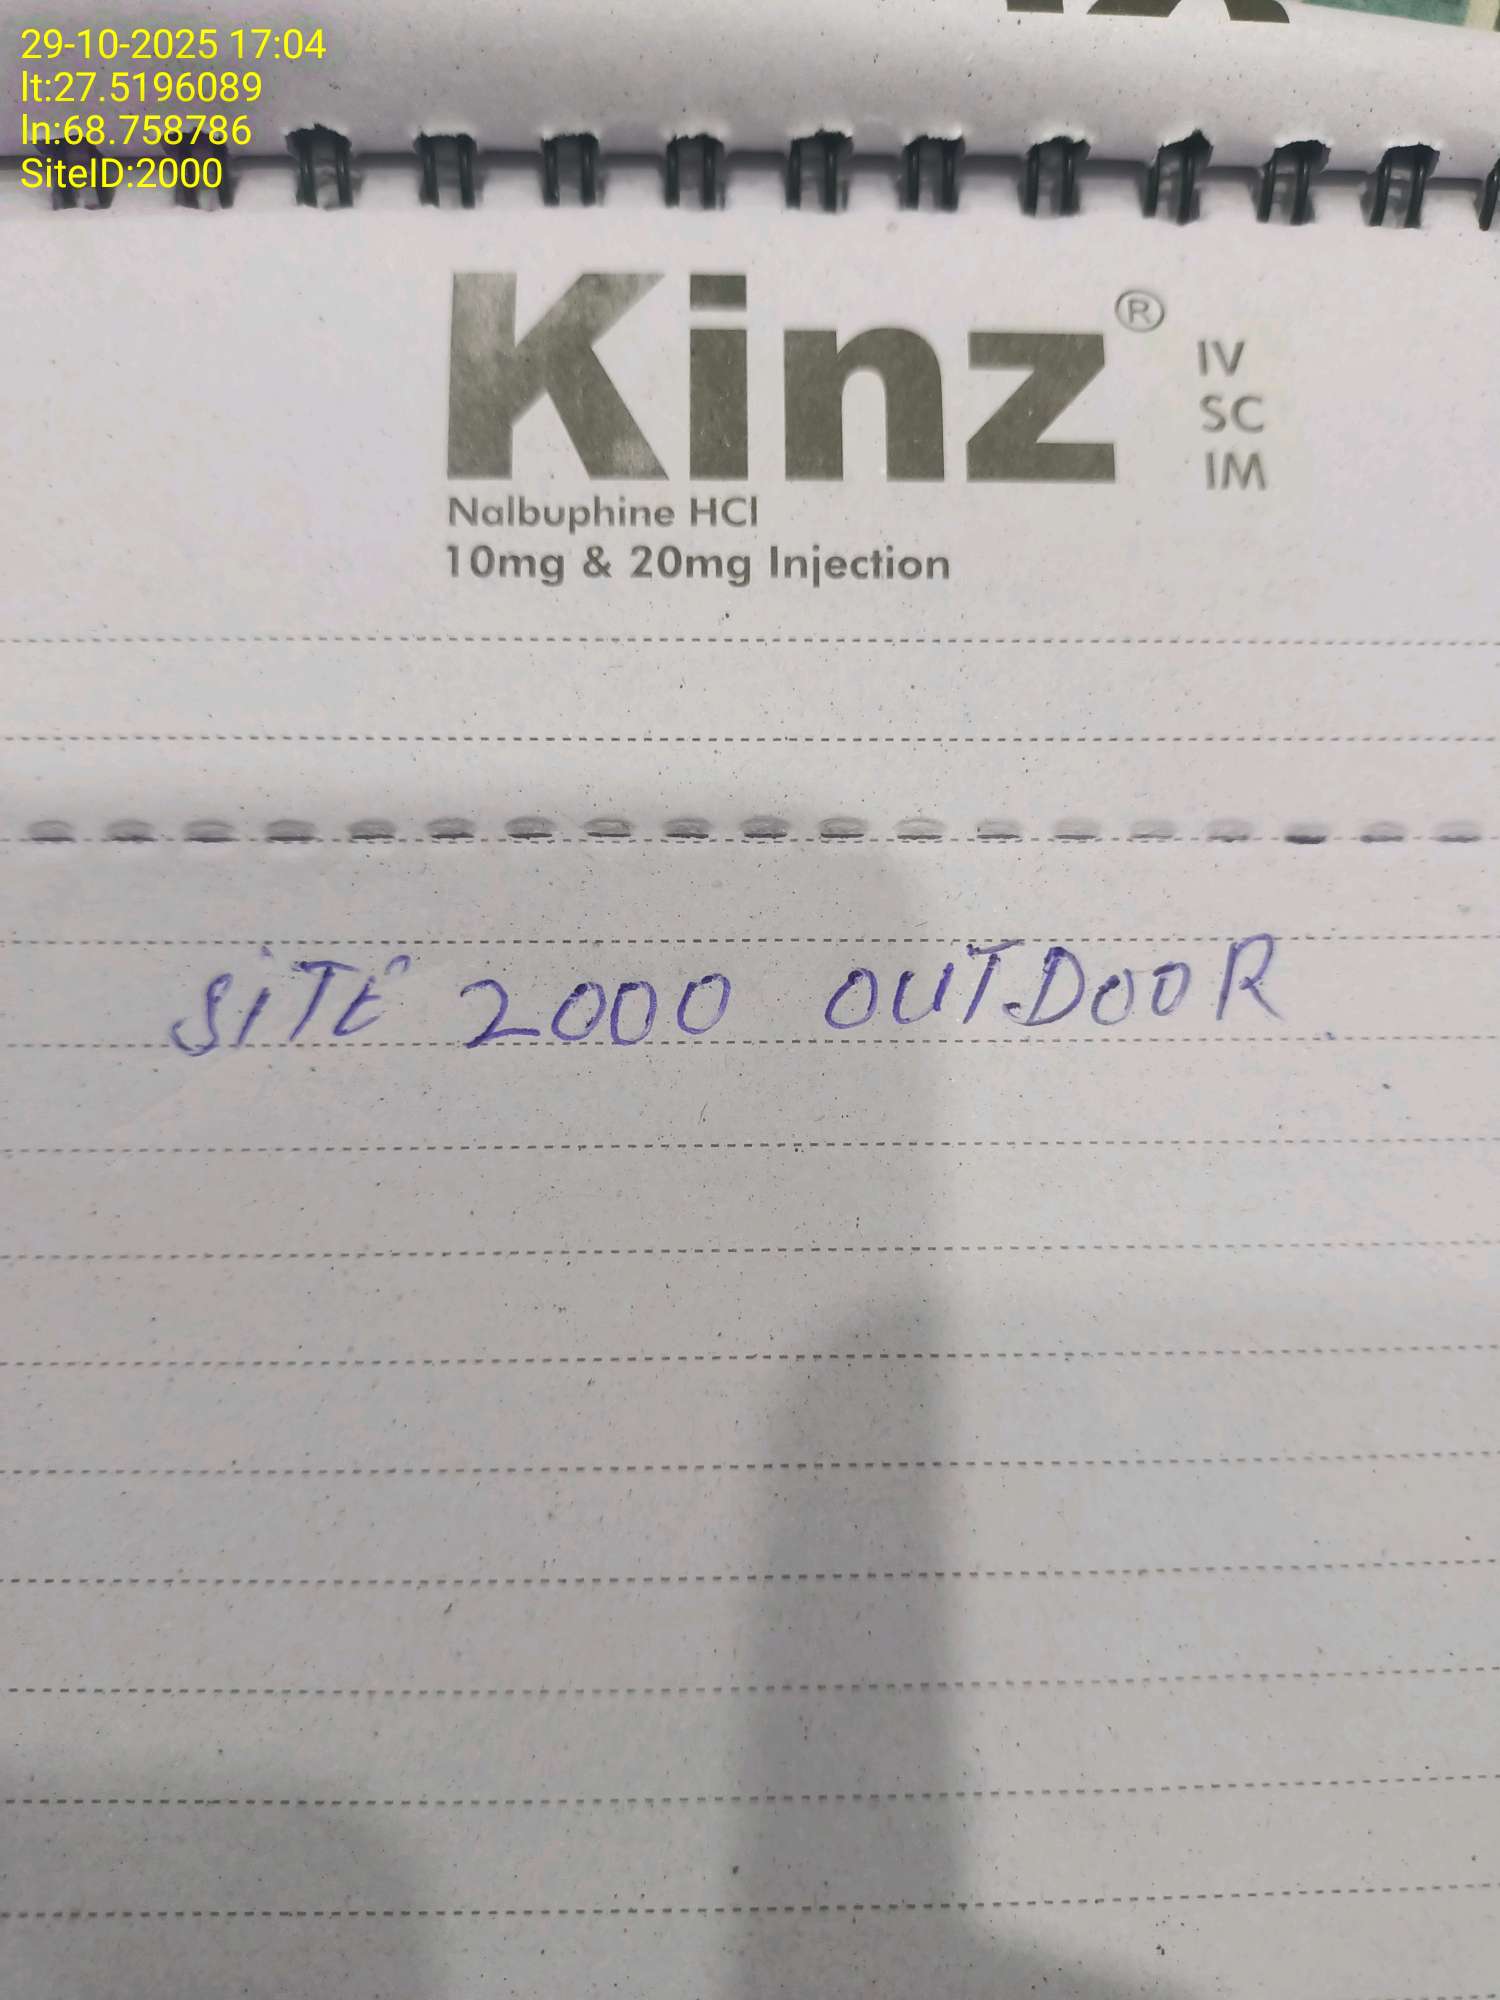 29-10-2025 17:04
lt:27.5196089
ln:68.758786
SiteID:2000
Kinz®
IV
SC
IM
Nalbuphine HCl
10mg & 20mg Injection
SiTE 2000 OUTDOOR